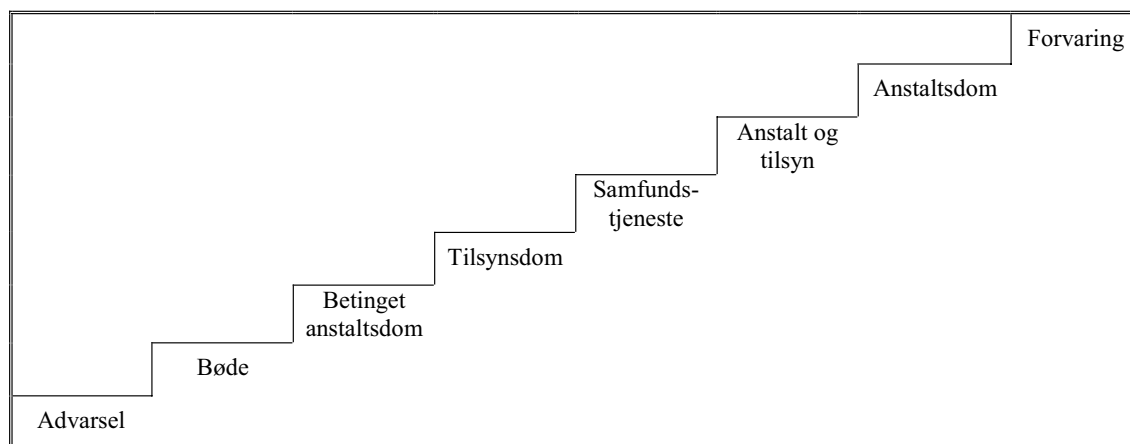 Forvaring
Anstaltsdom
Anstalt og
tilsyn
Samfunds-
tjeneste
Tilsynsdom
Betinget
anstaltsdom
Bøde
Advarsel